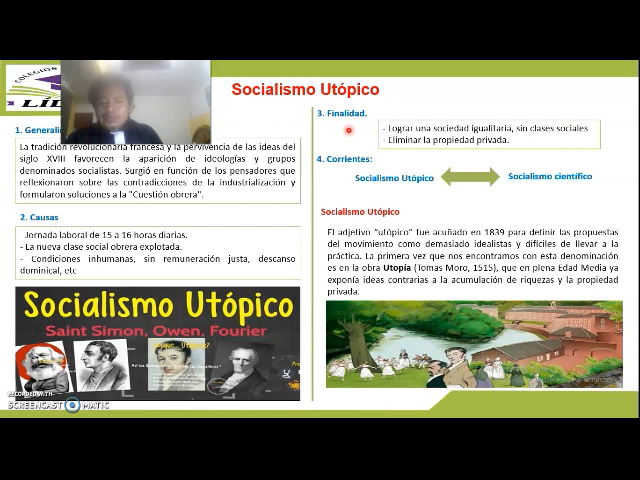 COLEGIOS
Socialismo Utópico
1. Generali
La tradición revolucionaria francesa y la pervivencia de las ideas del
siglo XVIII favorecen la aparición de ideologías y grupos
denominados socialistas. Surgió en función de los pensadores que
reflexionaron sobre las contradicciones de la industrialización y
formularon soluciones a la "Cuestión obrera".
2. Causas
Jornada laboral de 15 a 16 horas diarias.
- La nueva clase social obrera explotada.
- Condiciones inhumanas, sin remuneración justa, descanso
dominical, etc
Socialismo Utópico
Saint Simon, Owen, Fourier
RECORDED WITH
SCREENCAST MATIC
3. Finalidad.
- Lograr una sociedad igualitaria, sin clases sociales
- Eliminar la propiedad privada.
4. Corrientes:
Socialismo Utópico
Socialismo científico
Socialismo Utópico
El adjetivo "utópico" fue acuñado en 1839 para definir las propuestas
del movimiento como demasiado idealistas y difíciles de llevar a la
práctica. La primera vez que nos encontramos con esta denominación
es en la obra Utopía (Tomas Moro, 1515), que en plena Edad Media ya
exponía ideas contrarias a la acumulación de riquezas y la propiedad
privada.